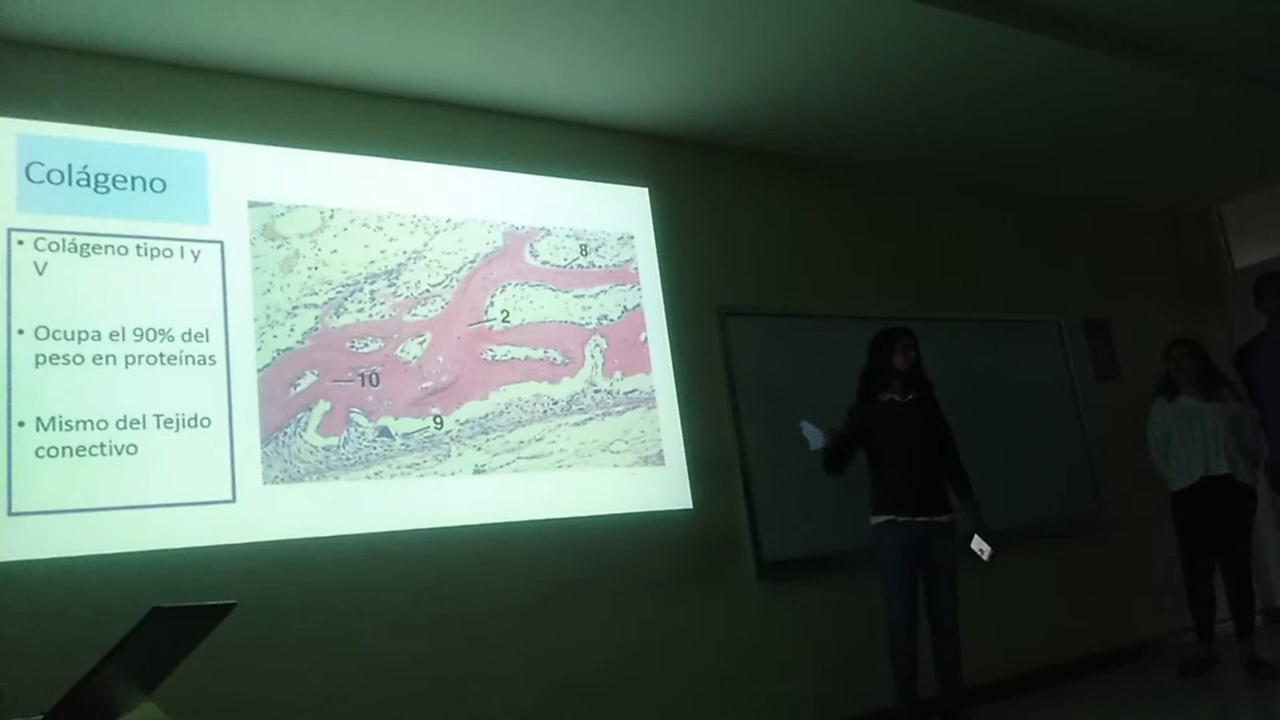 Colágeno
• Colágeno tipo I y
V
• Ocupa el 90% del
peso en proteínas
• Mismo del Tejido
conectivo
8
2
10
9